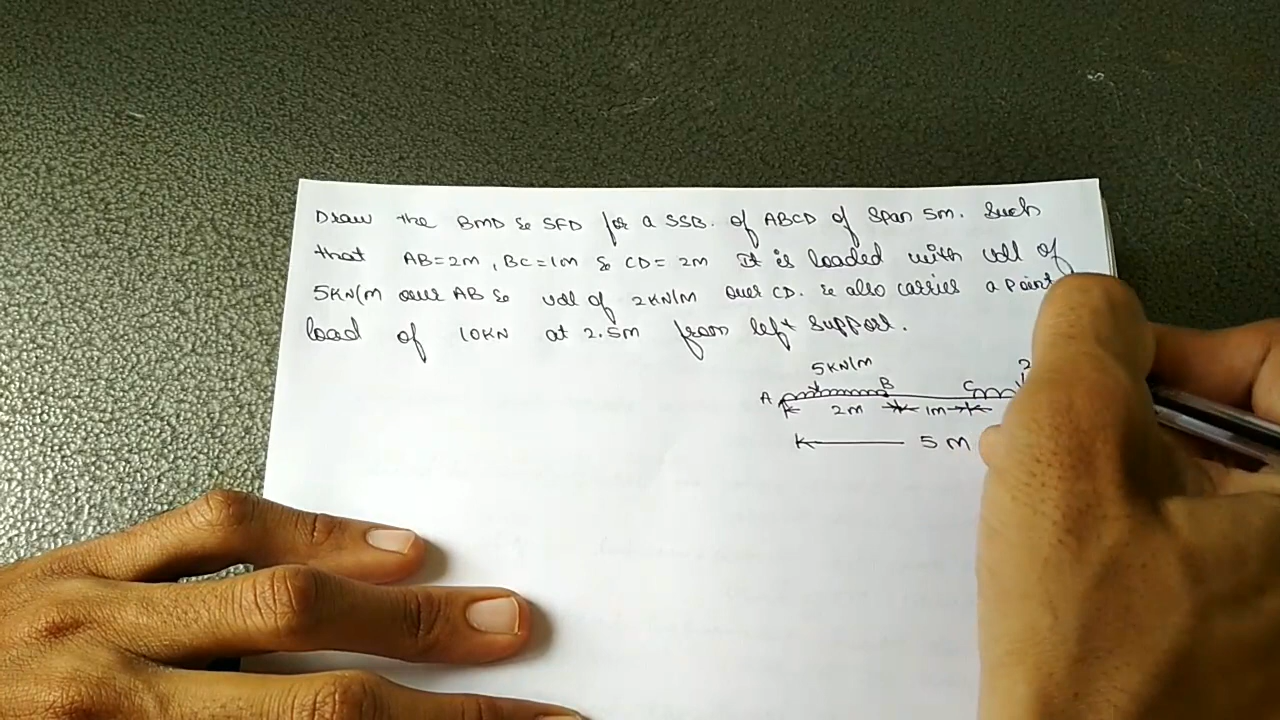 Draw the BMD & SFD for a SSB. of ABCD of Span 5m. Such
that AB=2m, BC=1m & CD= 2m It is loaded with udl of
5KN/m over AB & udl of 2KN/m over CD. & also carries a point
load of 10KN at 2.5m from left support.
5KN/m 2
A B C
2m 1m
5m